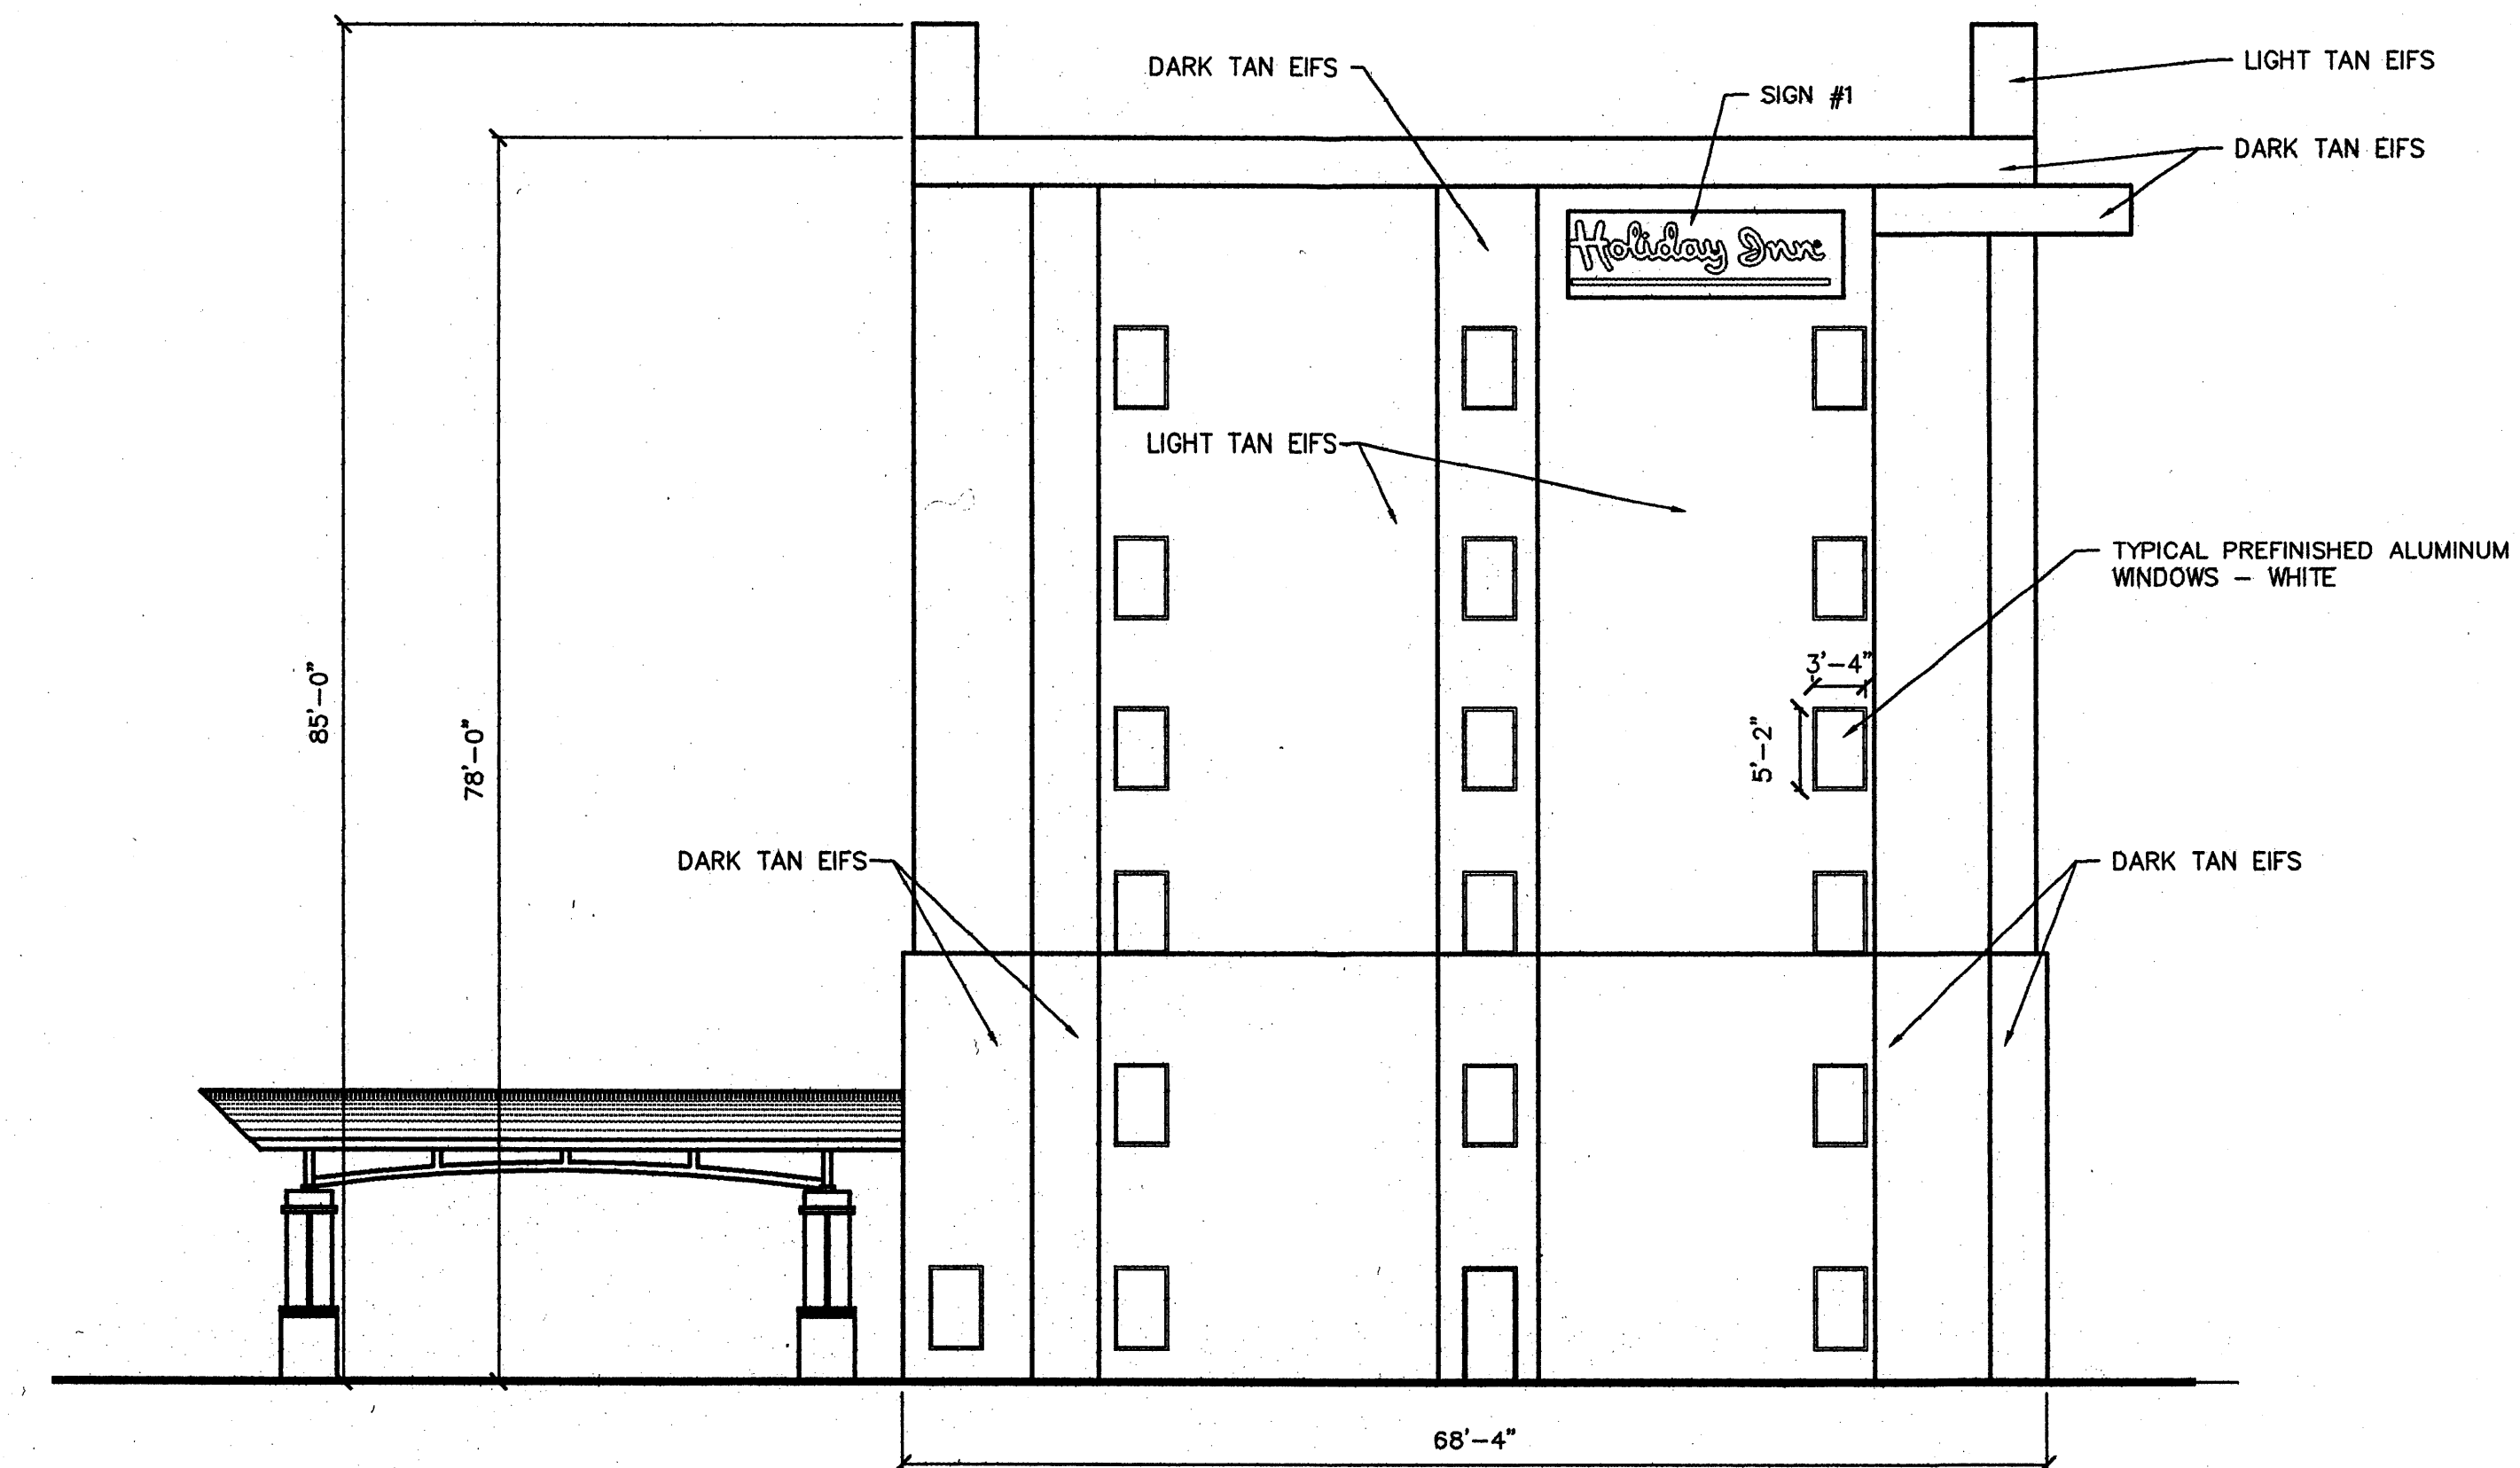 DARK TAN EIFS
LIGHT TAN EIFS
SIGN #1
DARK TAN EIFS
Holiday Inn
LIGHT TAN EIFS
TYPICAL PREFINISHED ALUMINUM
WINDOWS – WHITE
3'–4"
85'–0"
78'–0"
5'–2"
DARK TAN EIFS
DARK TAN EIFS
68'–4"